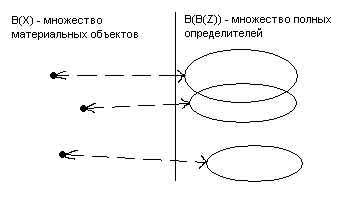 B(X) - множество
материальных объектов
B(B(Z)) - множество полных
определителей